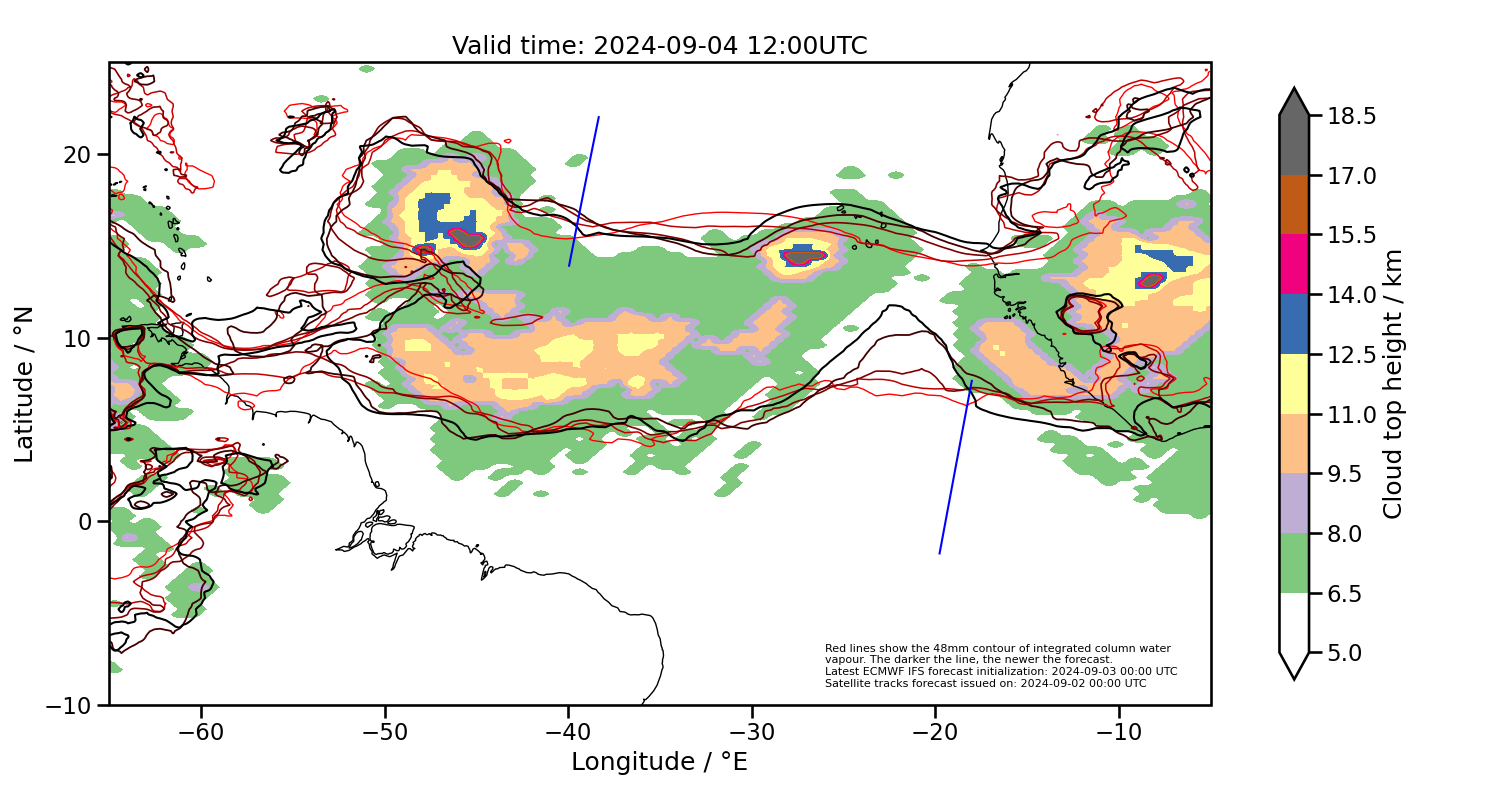 Valid time: 2024-09-04 12:00UTC
20
10
0
−10
Latitude / °N
−60
−50
−40
−30
−20
−10
Longitude / °E
Red lines show the 48mm contour of integrated column water
vapour. The darker the line, the newer the forecast.
Latest ECMWF IFS forecast initialization: 2024-09-03 00:00 UTC
Satellite tracks forecast issued on: 2024-09-02 00:00 UTC
18.5
17.0
15.5
14.0
12.5
11.0
9.5
8.0
6.5
5.0
Cloud top height / km